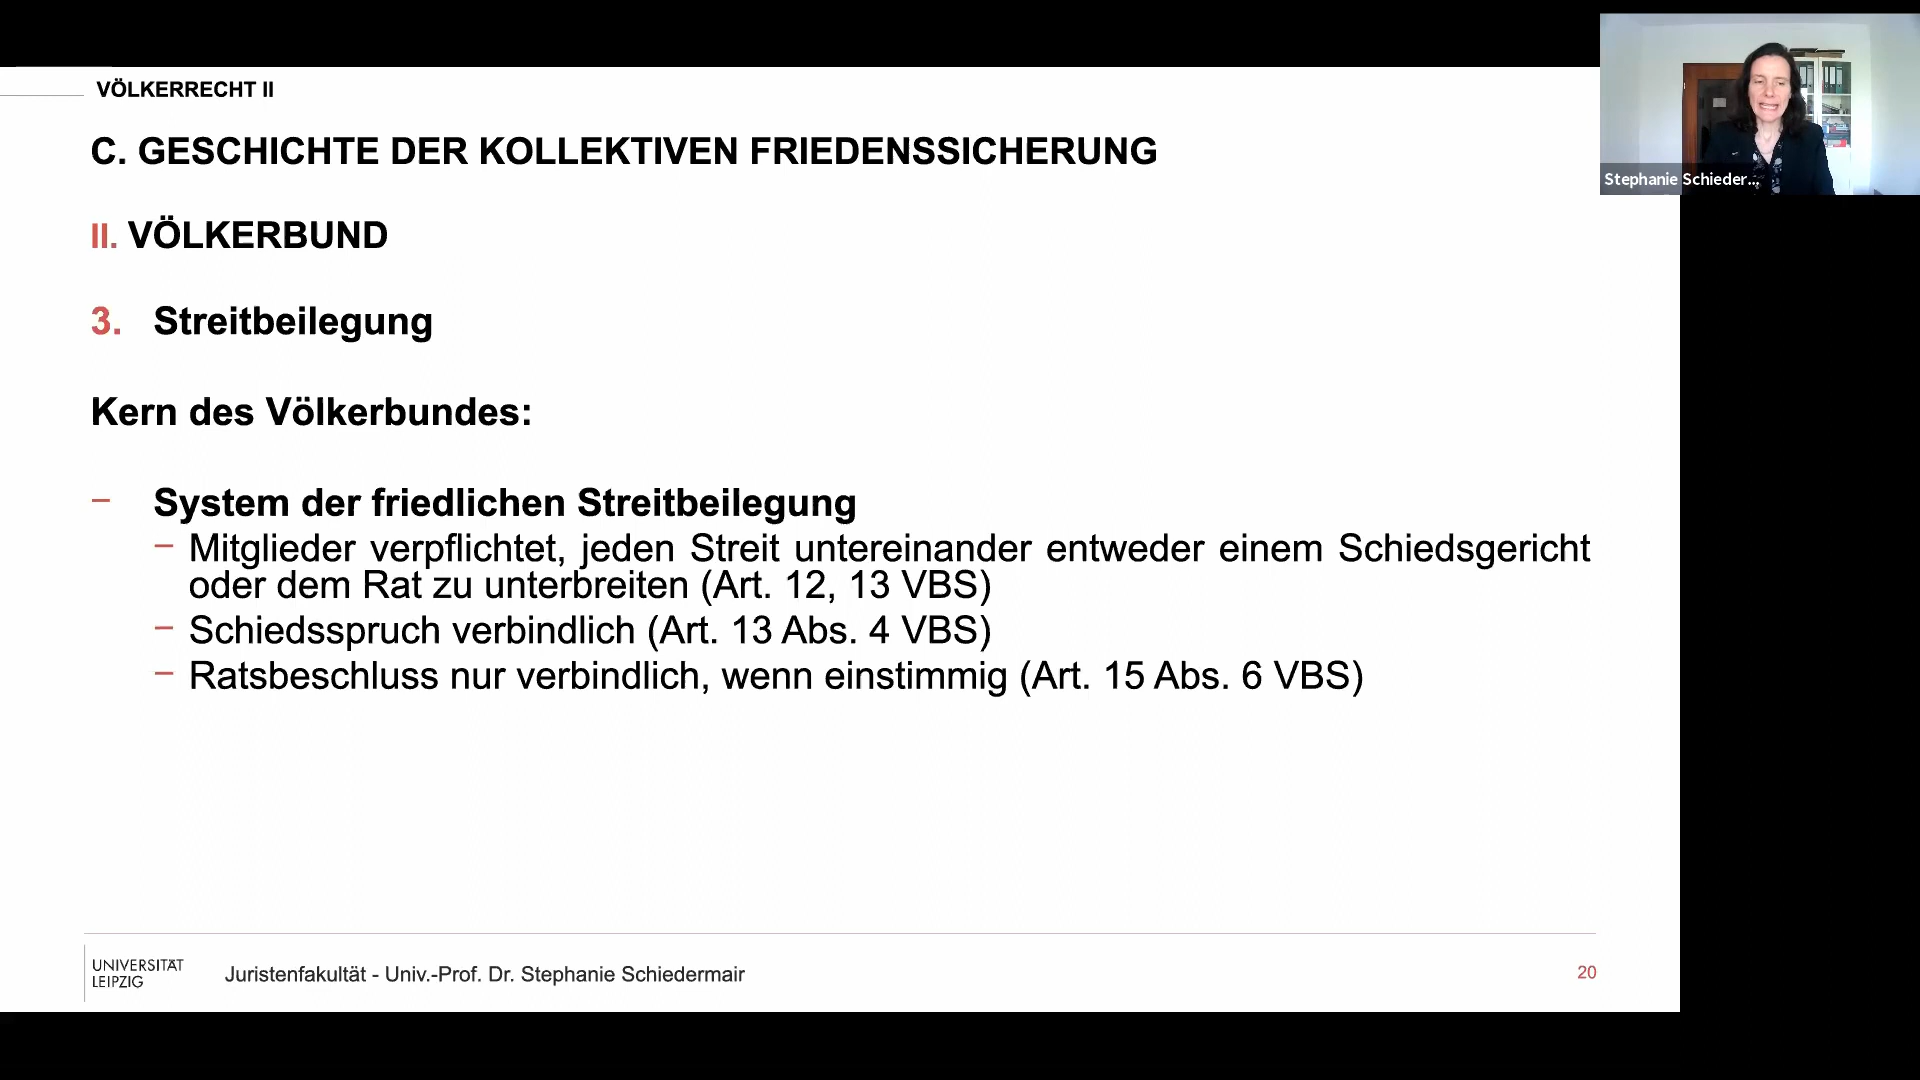 VÖLKERRECHT II
C. GESCHICHTE DER KOLLEKTIVEN FRIEDENSSICHERUNG
II. VÖLKERBUND
3. Streitbeilegung
Kern des Völkerbundes:
– System der friedlichen Streitbeilegung
– Mitglieder verpflichtet, jeden Streit untereinander entweder einem Schiedsgericht
oder dem Rat zu unterbreiten (Art. 12, 13 VBS)
– Schiedsspruch verbindlich (Art. 13 Abs. 4 VBS)
– Ratsbeschluss nur verbindlich, wenn einstimmig (Art. 15 Abs. 6 VBS)
UNIVERSITÄT
LEIPZIG
Juristenfakultät - Univ.-Prof. Dr. Stephanie Schiedermair
20
Stephanie Schieder...